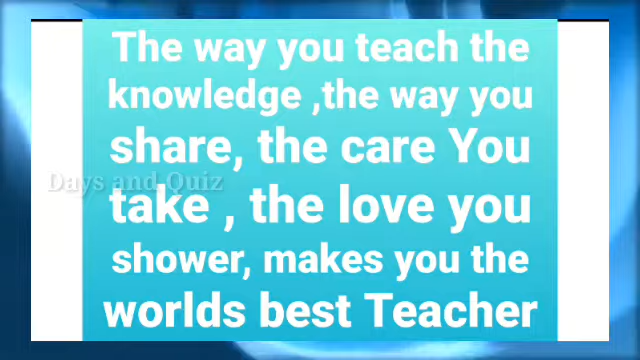 The way you teach the
knowledge ,the way you
share, the care You
Days and Quiz
take , the love you
shower, makes you the
worlds best Teacher